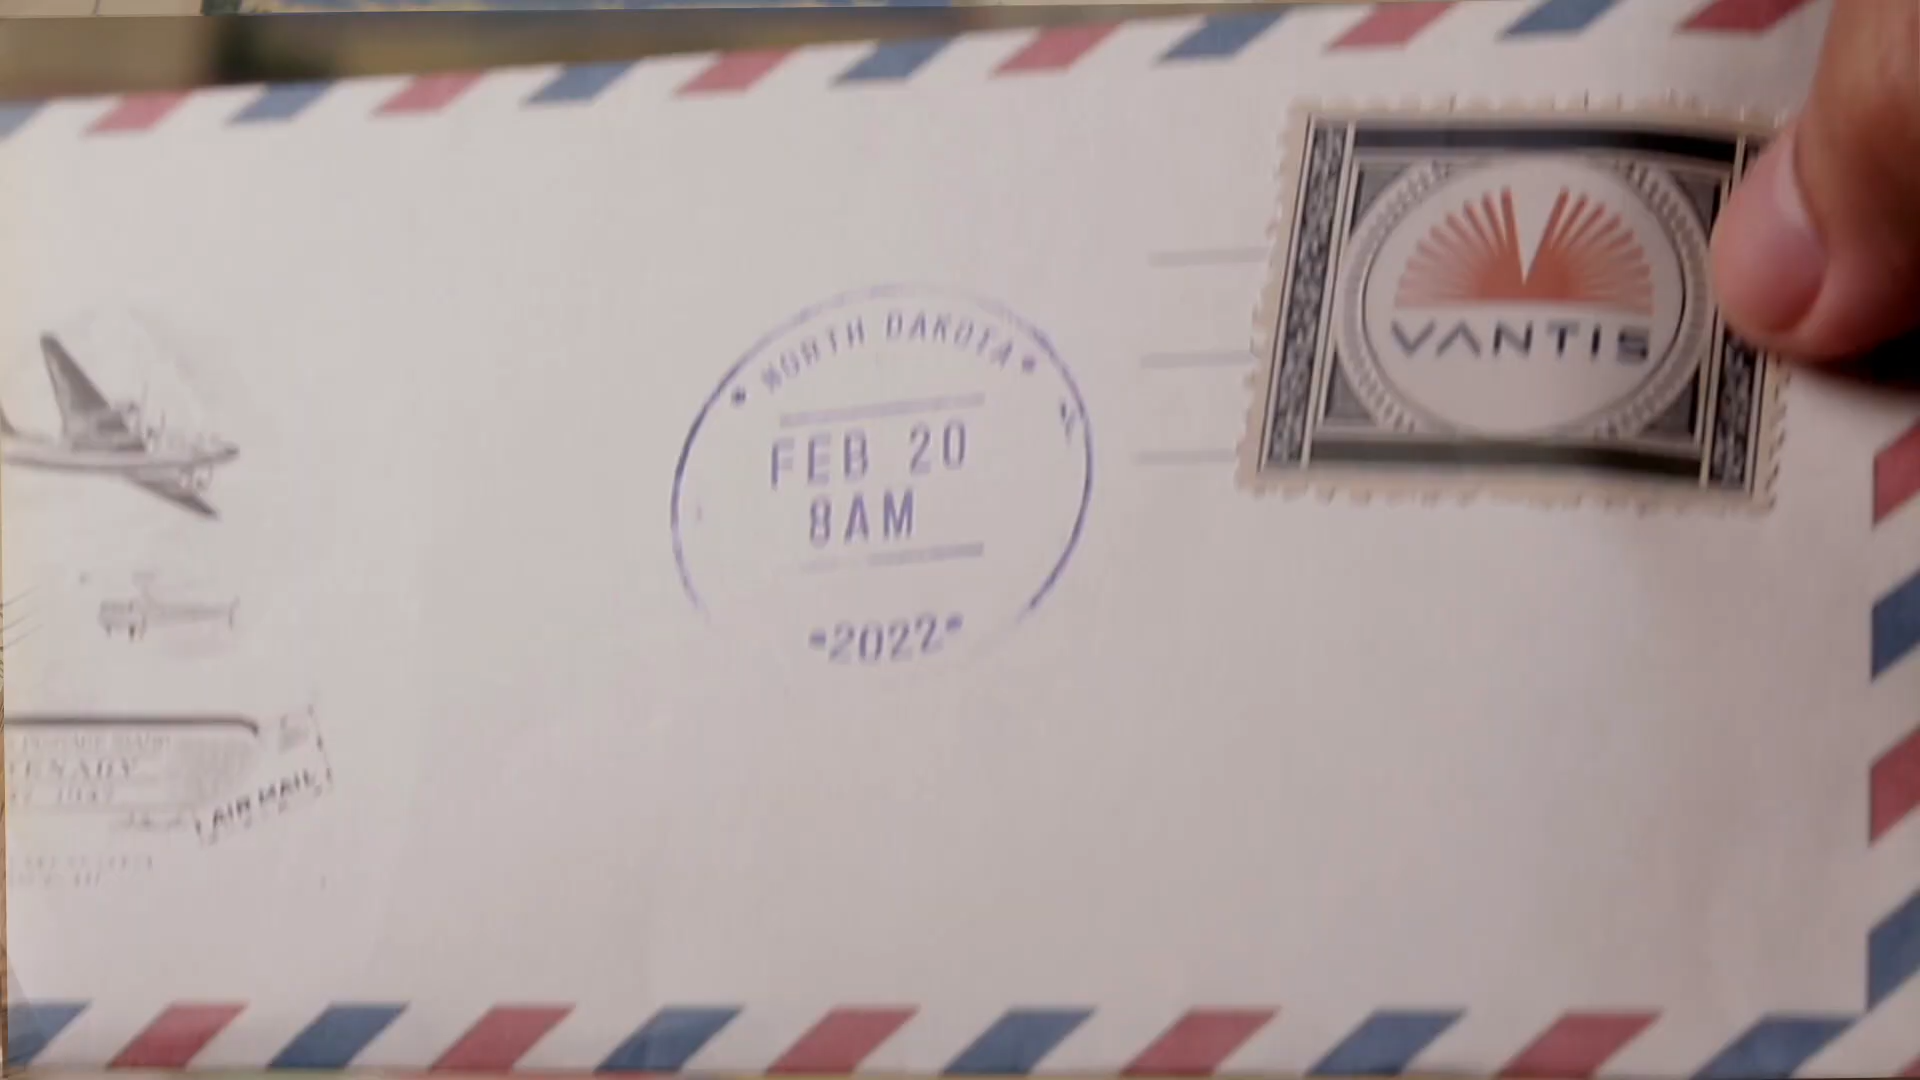 NORTH DAKOTA
FEB 20
8AM
2022
VANTIS
AIR MAIL